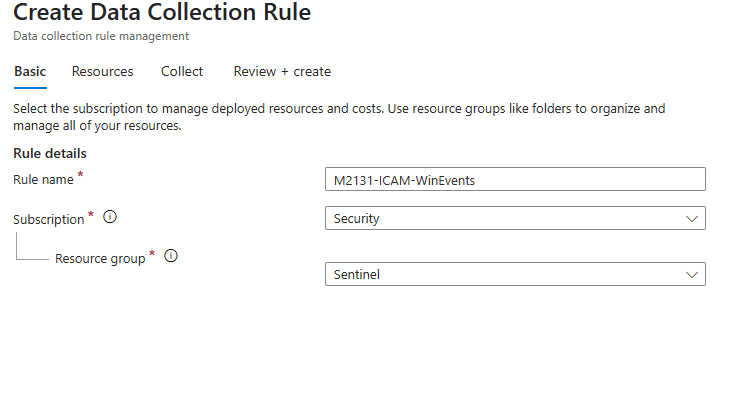 Create Data Collection Rule
Data collection rule management
Basic Resources Collect Review + create
Select the subscription to manage deployed resources and costs. Use resource groups like folders to organize and
manage all of your resources.
Rule details
Rule name * M2131-ICAM-WinEvents
Subscription * Security
Resource group * Sentinel